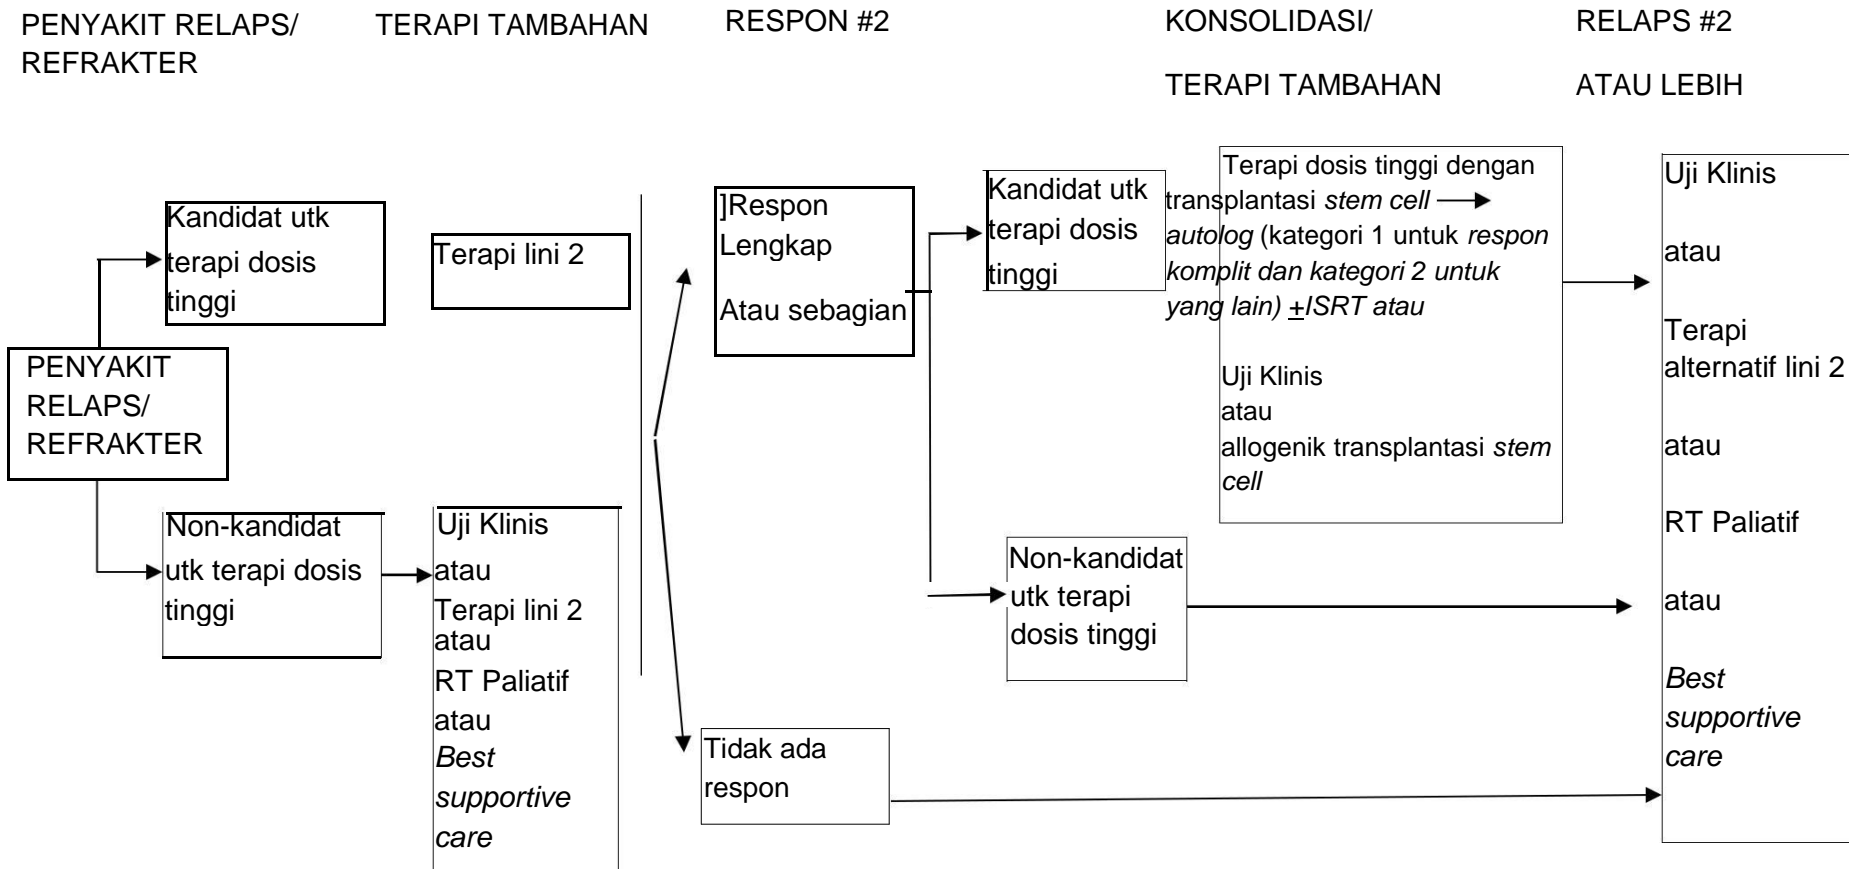 PENYAKIT RELAPS/
REFRAKTER
TERAPI TAMBAHAN
RESPON #2
KONSOLIDASI/
TERAPI TAMBAHAN
RELAPS #2
ATAU LEBIH
PENYAKIT
RELAPS/
REFRAKTER
Kandidat utk
terapi dosis
tinggi
Terapi lini 2
Non-kandidat
utk terapi dosis
tinggi
Uji Klinis
atau
Terapi lini 2
atau
RT Paliatif
atau
Best
supportive
care
]Respon
Lengkap
Atau sebagian
Tidak ada
respon
Kandidat utk
terapi dosis
tinggi
Non-kandidat
utk terapi
dosis tinggi
Terapi dosis tinggi dengan
transplantasi stem cell
autolog (kategori 1 untuk respon
komplit dan kategori 2 untuk
yang lain) +ISRT atau
Uji Klinis
atau
allogenik transplantasi stem
cell
Uji Klinis
atau
Terapi
alternatif lini 2
atau
RT Paliatif
atau
Best
supportive
care